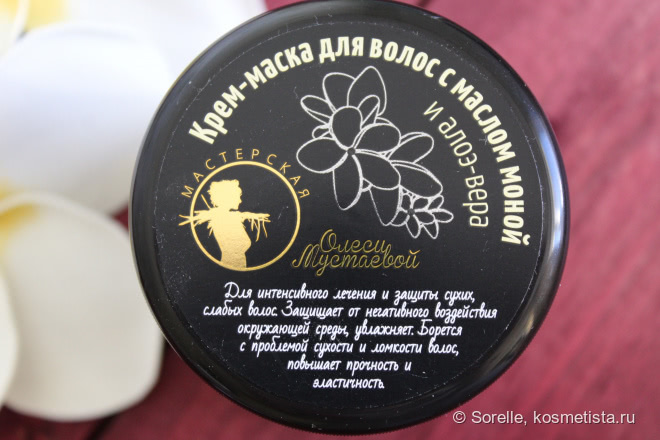 Крем-маска для волос с маслом моной
и алоэ-вера
МАСТЕРСКАЯ
Олеси
Мустаевой
Для интенсивного лечения и защиты сухих,
слабых волос. Защищает от негативного воздействия
окружающей среды, увлажняет. Борется
с проблемой сухости и ломкости волос,
повышает прочность и
эластичность.
© Sorelle, kosmetista.ru